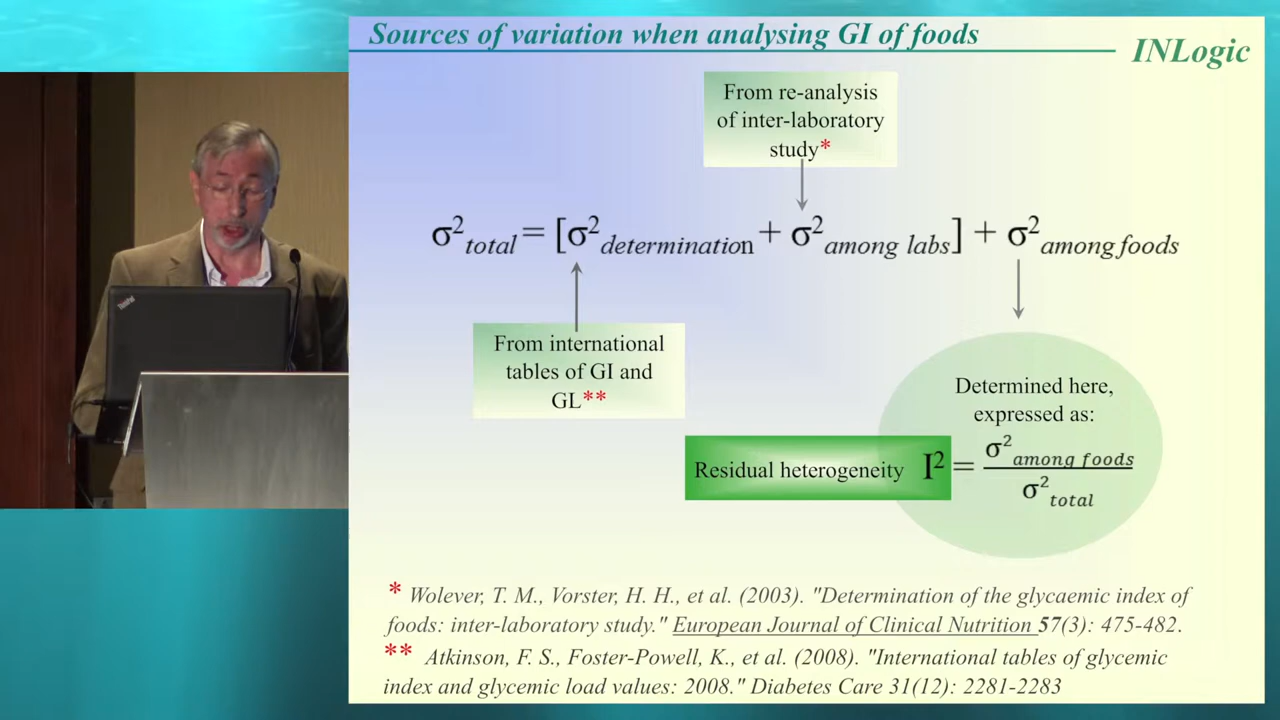 Sources of variation when analysing GI of foods
INLogic
From re-analysis
of inter-laboratory
study*
σ²total = [σ²determination + σ²among labs] + σ²among foods
From international
tables of GI and
GL**
Determined here,
expressed as:
Residual heterogeneity I² = σ²among foods
σ²total
* Wolever, T. M., Vorster, H. H., et al. (2003). "Determination of the glycaemic index of
foods: inter-laboratory study." European Journal of Clinical Nutrition 57(3): 475-482.
** Atkinson, F. S., Foster-Powell, K., et al. (2008). "International tables of glycemic
index and glycemic load values: 2008." Diabetes Care 31(12): 2281-2283
ThinkPad